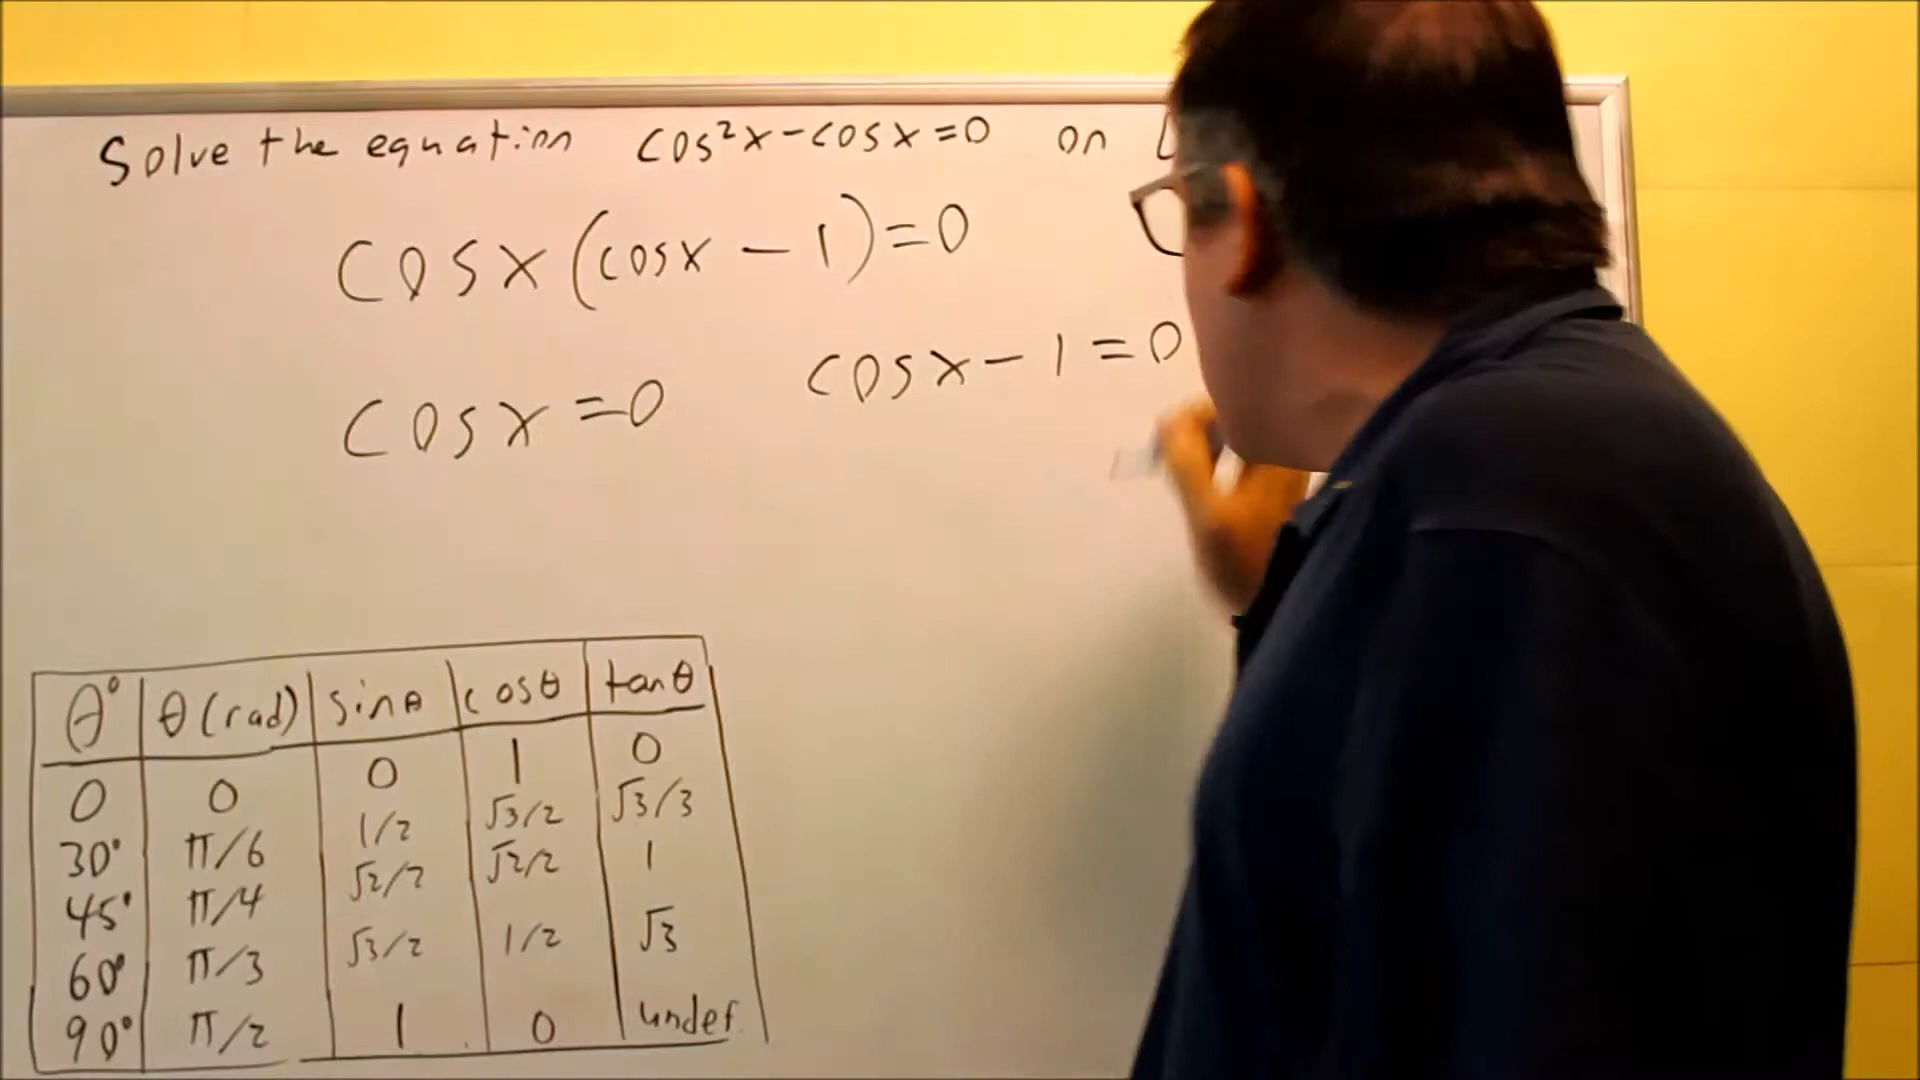 Solve the equation cos²x-cosx=0 on [
cosx(cosx - 1)=0
cosx=0 cosx-1=0
θ° θ(rad) sinθ cosθ tanθ
0 0 0 1 0
30° π/6 1/2 √3/2 √3/3
45° π/4 √2/2 √2/2 1
60° π/3 √3/2 1/2 √3
90° π/2 1 0 undef